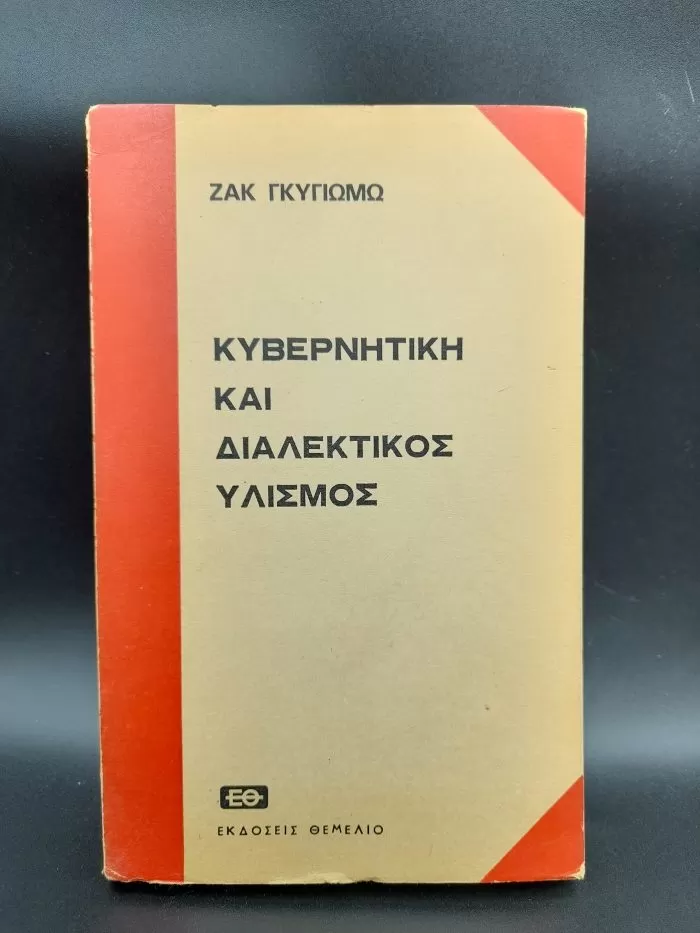 ΖΑΚ ΓΚΥΓΙΩΜΩ
ΚΥΒΕΡΝΗΤΙΚΗ
ΚΑΙ
ΔΙΑΛΕΚΤΙΚΟΣ
ΥΛΙΣΜΟΣ
ΕΘ
ΕΚΔΟΣΕΙΣ ΘΕΜΕΛΙΟ